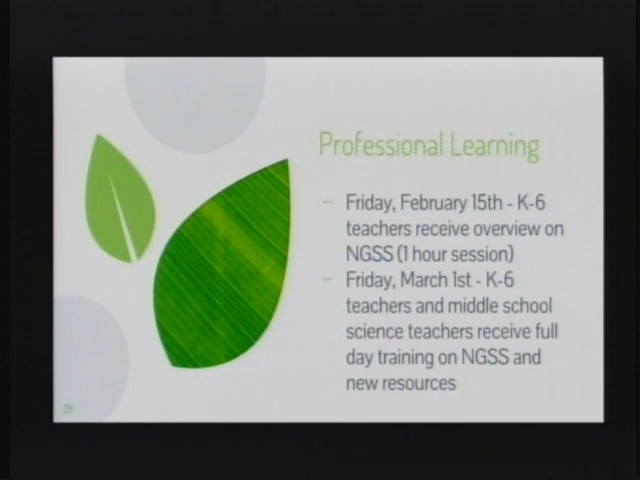 Professional Learning
– Friday, February 15th - K-6
teachers receive overview on
NGSS (1 hour session)
– Friday, March 1st - K-6
teachers and middle school
science teachers receive full
day training on NGSS and
new resources